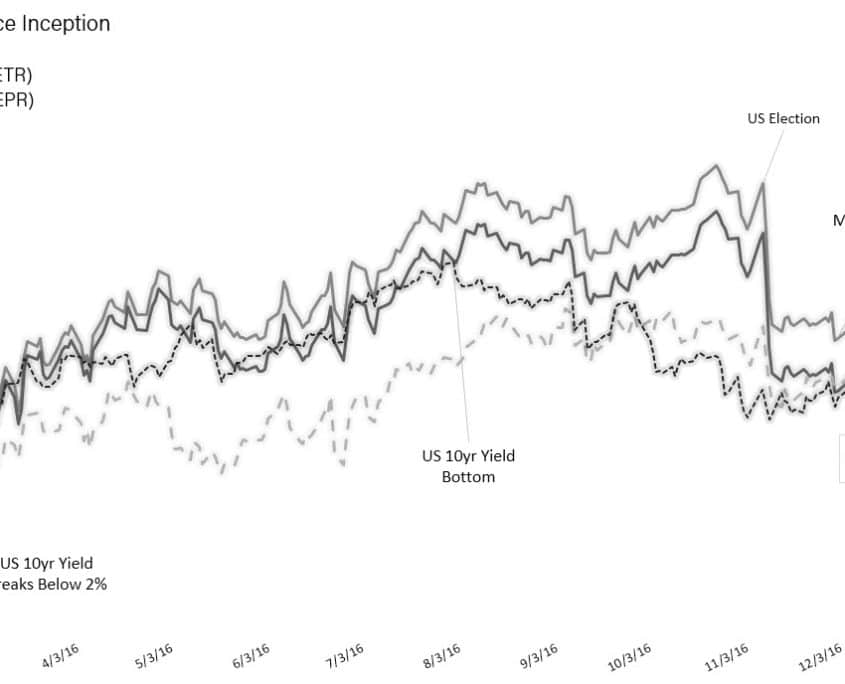 ce Inception
ETR)
EPR)
US Election
M
US 10yr Yield
Bottom
US 10yr Yield
reaks Below 2%
4/3/16
5/3/16
6/3/16
7/3/16
8/3/16
9/3/16
10/3/16
11/3/16
12/3/16